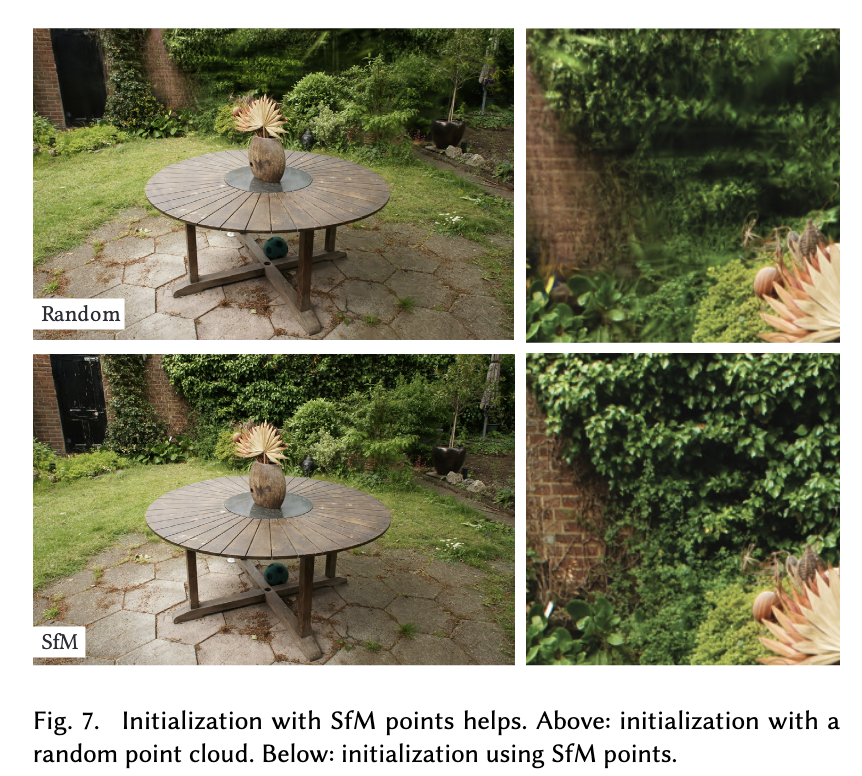 Random
SfM
Fig. 7. Initialization with SfM points helps. Above: initialization with a
random point cloud. Below: initialization using SfM points.